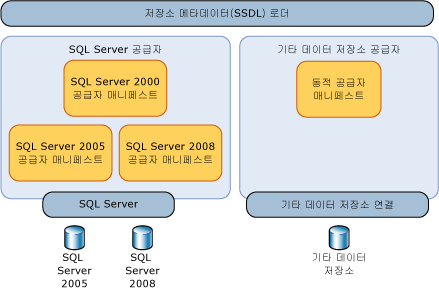 저장소 메타데이터(SSDL) 로더
SQL Server 공급자
SQL Server 2000
공급자 매니페스트
SQL Server 2005
공급자 매니페스트
SQL Server 2008
공급자 매니페스트
SQL Server
SQL
Server
2005
SQL
Server
2008
기타 데이터 저장소 공급자
동적 공급자
매니페스트
기타 데이터 저장소 연결
기타 데이터
저장소